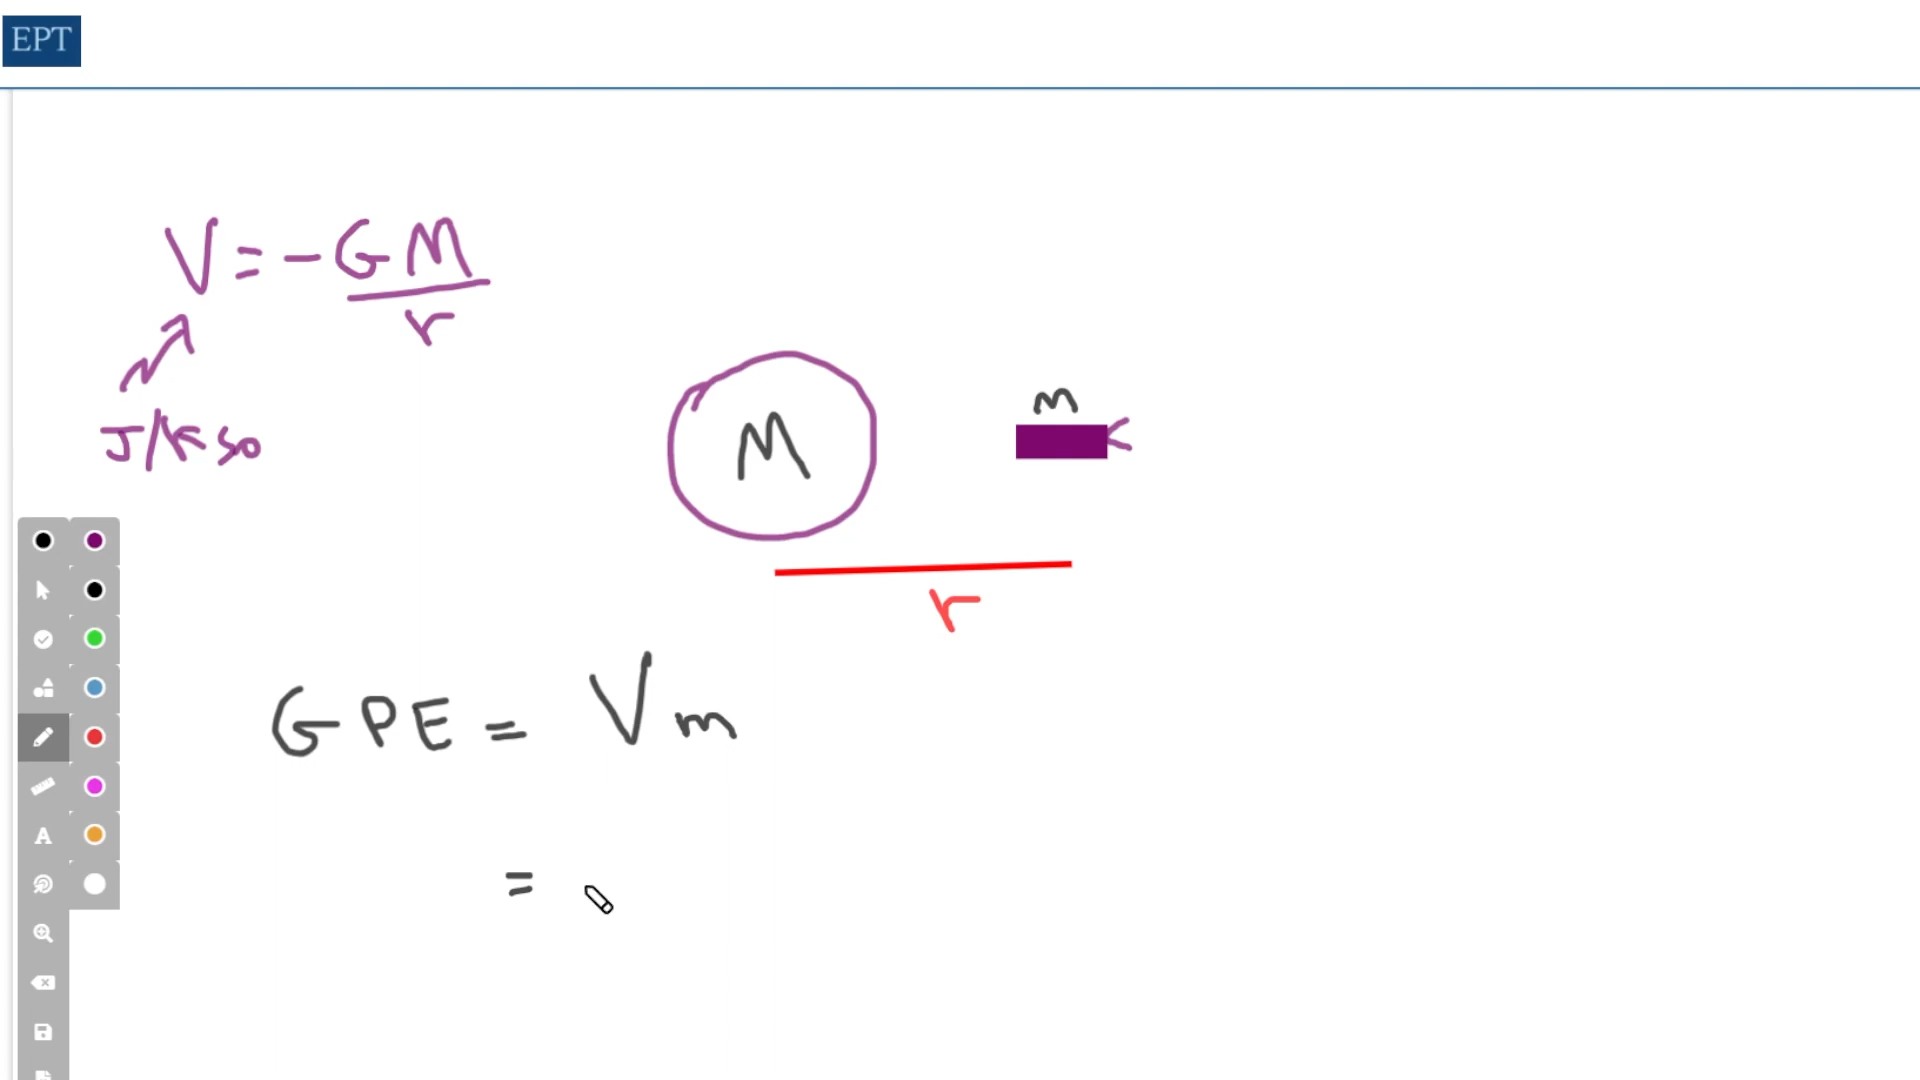 EPT
V = - GM
r
J/kg
M
m
r
GPE = Vm
=
A